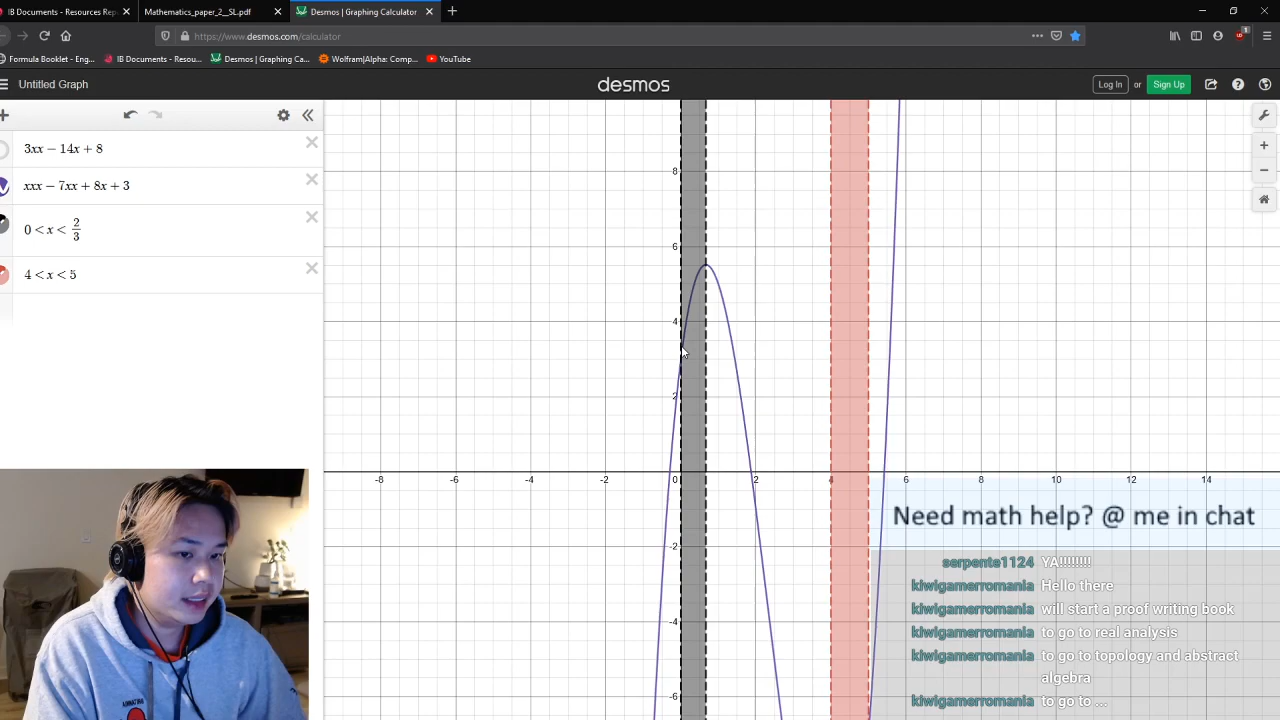 IB Documents - Resources Rep
Mathematics_paper_2__SL.pdf
Desmos | Graphing Calculator
https://www.desmos.com/calculator
Formula Booklet - Eng...
IB Documents - Resou...
Desmos | Graphing Ca...
Wolfram|Alpha: Comp...
YouTube
Untitled Graph
desmos
Log In
or
Sign Up
3xx − 14x + 8
xxx − 7xx + 8x + 3
0 < x < 2/3
4 < x < 5
8
6
4
2
-8
-6
-4
-2
0
2
4
6
8
10
12
14
-2
-4
-6
Need math help? @ me in chat
serpente1124 YA!!!!!!!!
kiwigamerromania Hello there
kiwigamerromania will start a proof writing book
kiwigamerromania to go to real analysis
kiwigamerromania to go to topology and abstract
algebra
kiwigamerromania to go to ...